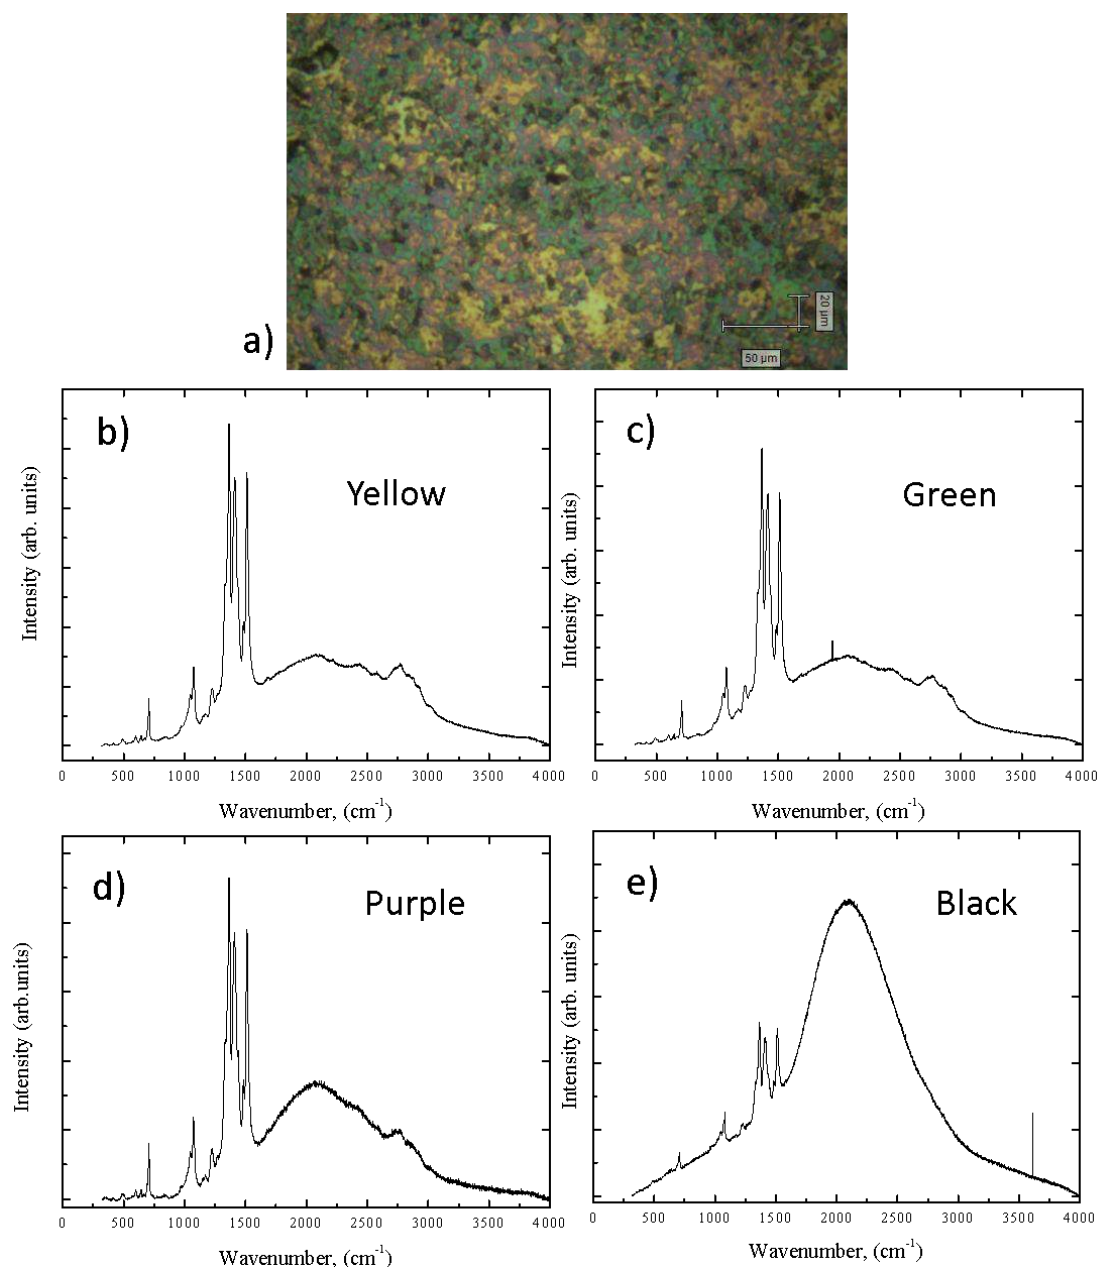 20 µm
a)
50 µm
b)
Yellow
Intensity (arb. units)
0 500 1000 1500 2000 2500 3000 3500 4000
Wavenumber, (cm⁻¹)
c)
Green
Intensity (arb. units)
0 500 1000 1500 2000 2500 3000 3500 4000
Wavenumber, (cm⁻¹)
d)
Purple
Intensity (arb.units)
0 500 1000 1500 2000 2500 3000 3500 4000
Wavenumber, (cm⁻¹)
e)
Black
Intensity (arb. units)
0 500 1000 1500 2000 2500 3000 3500 4000
Wavenumber, (cm⁻¹)